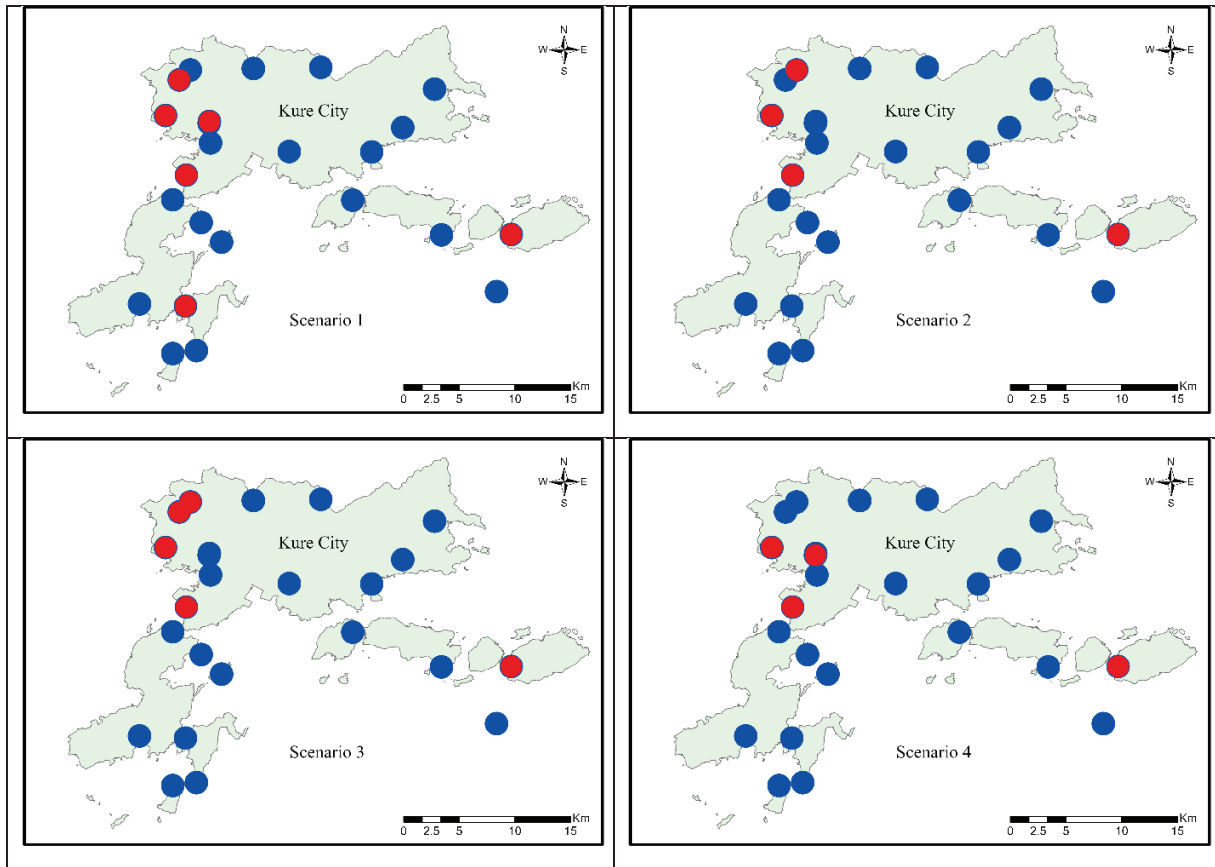 N
W E
S
Kure City
Scenario 1
Km
0 2.5 5 10 15
N
W E
S
Kure City
Scenario 2
Km
0 2.5 5 10 15
N
W E
S
Kure City
Scenario 3
Km
0 2.5 5 10 15
N
W E
S
Kure City
Scenario 4
Km
0 2.5 5 10 15